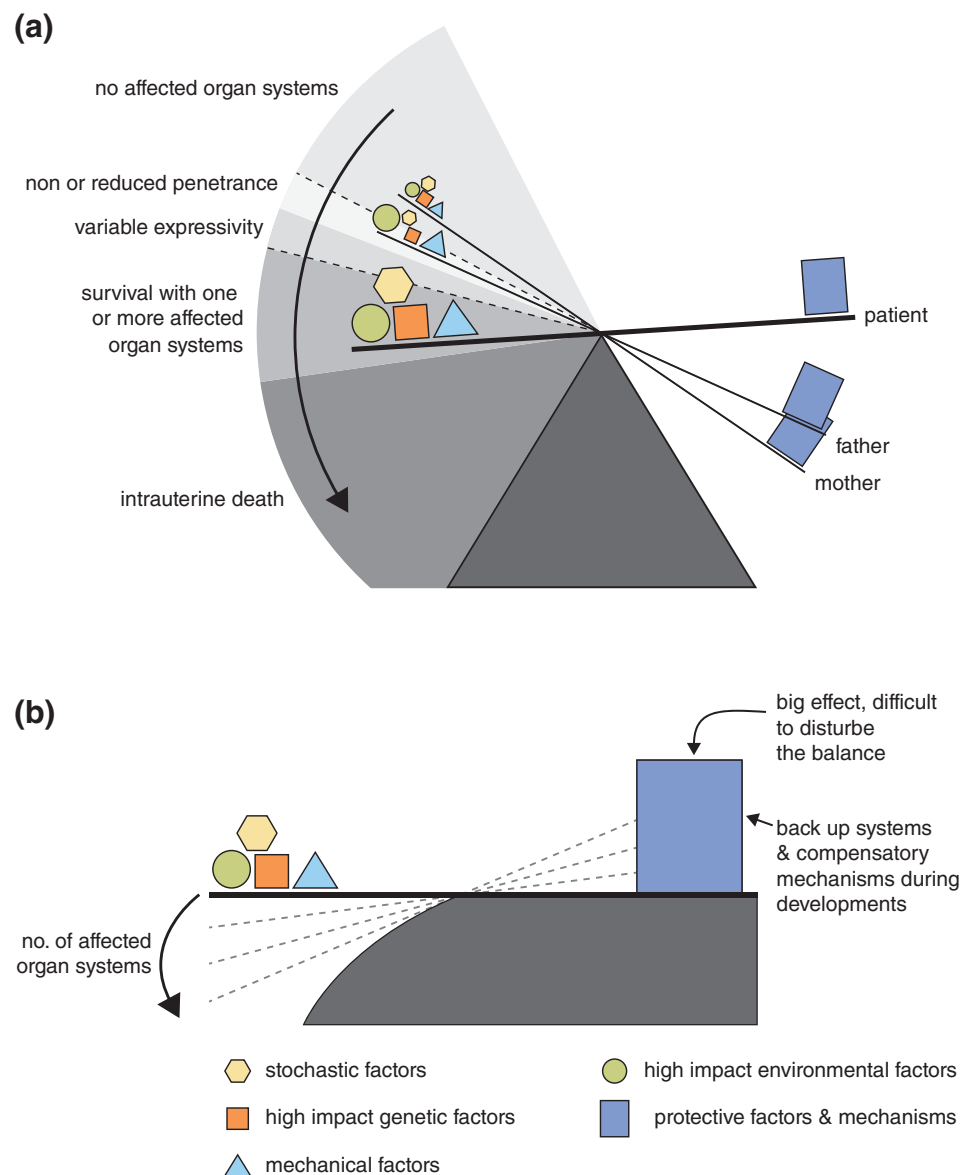 (a)
no affected organ systems
non or reduced penetrance
variable expressivity
survival with one
or more affected
organ systems
intrauterine death
patient
father
mother
(b)
big effect, difficult
to disturbe
the balance
back up systems
& compensatory
mechanisms during
developments
no. of affected
organ systems
stochastic factors
high impact environmental factors
high impact genetic factors
protective factors & mechanisms
mechanical factors